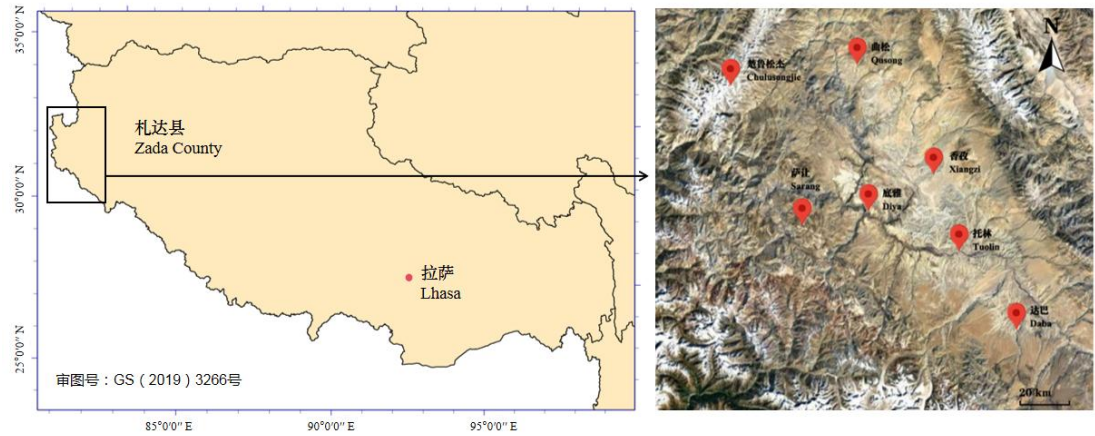 35°0′0″ N
30°0′0″ N
25°0′0″ N
札达县
Zada County
拉萨
Lhasa
审图号：GS（2019）3266号
85°0′0″ E
90°0′0″ E
95°0′0″ E
N
曲松
Qusong
楚鲁松杰
Chulusongjie
香孜
Xiangzi
萨让
Sarang
底雅
Diya
托林
Tuolin
达巴
Daba
20 km